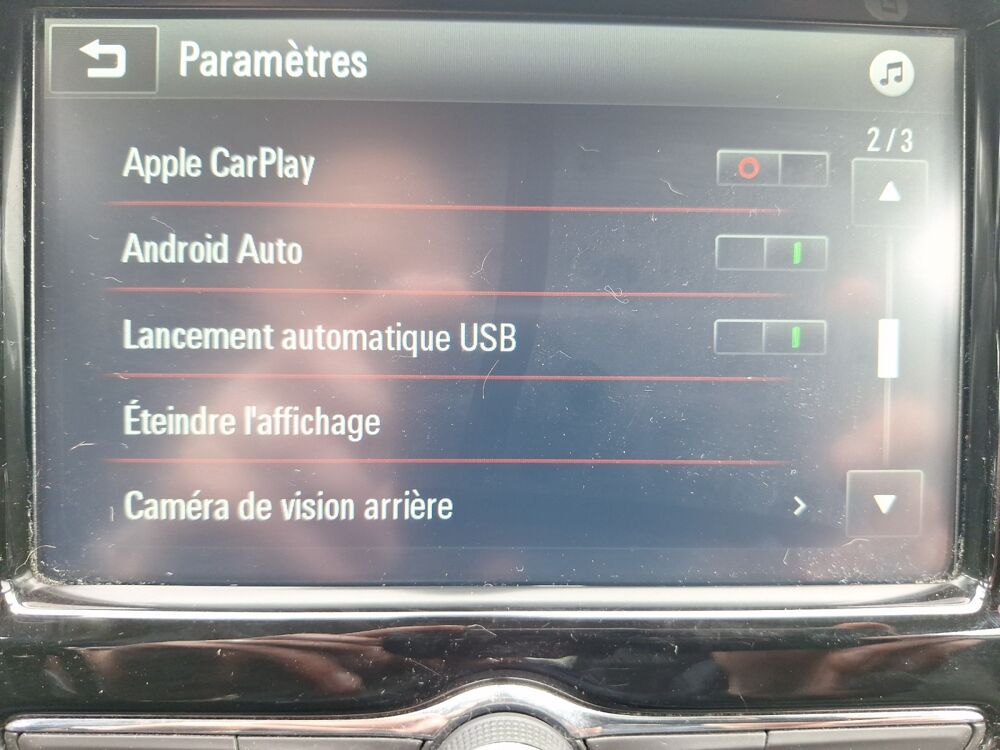 Paramètres
2/3
Apple CarPlay
Android Auto
Lancement automatique USB
Éteindre l'affichage
Caméra de vision arrière